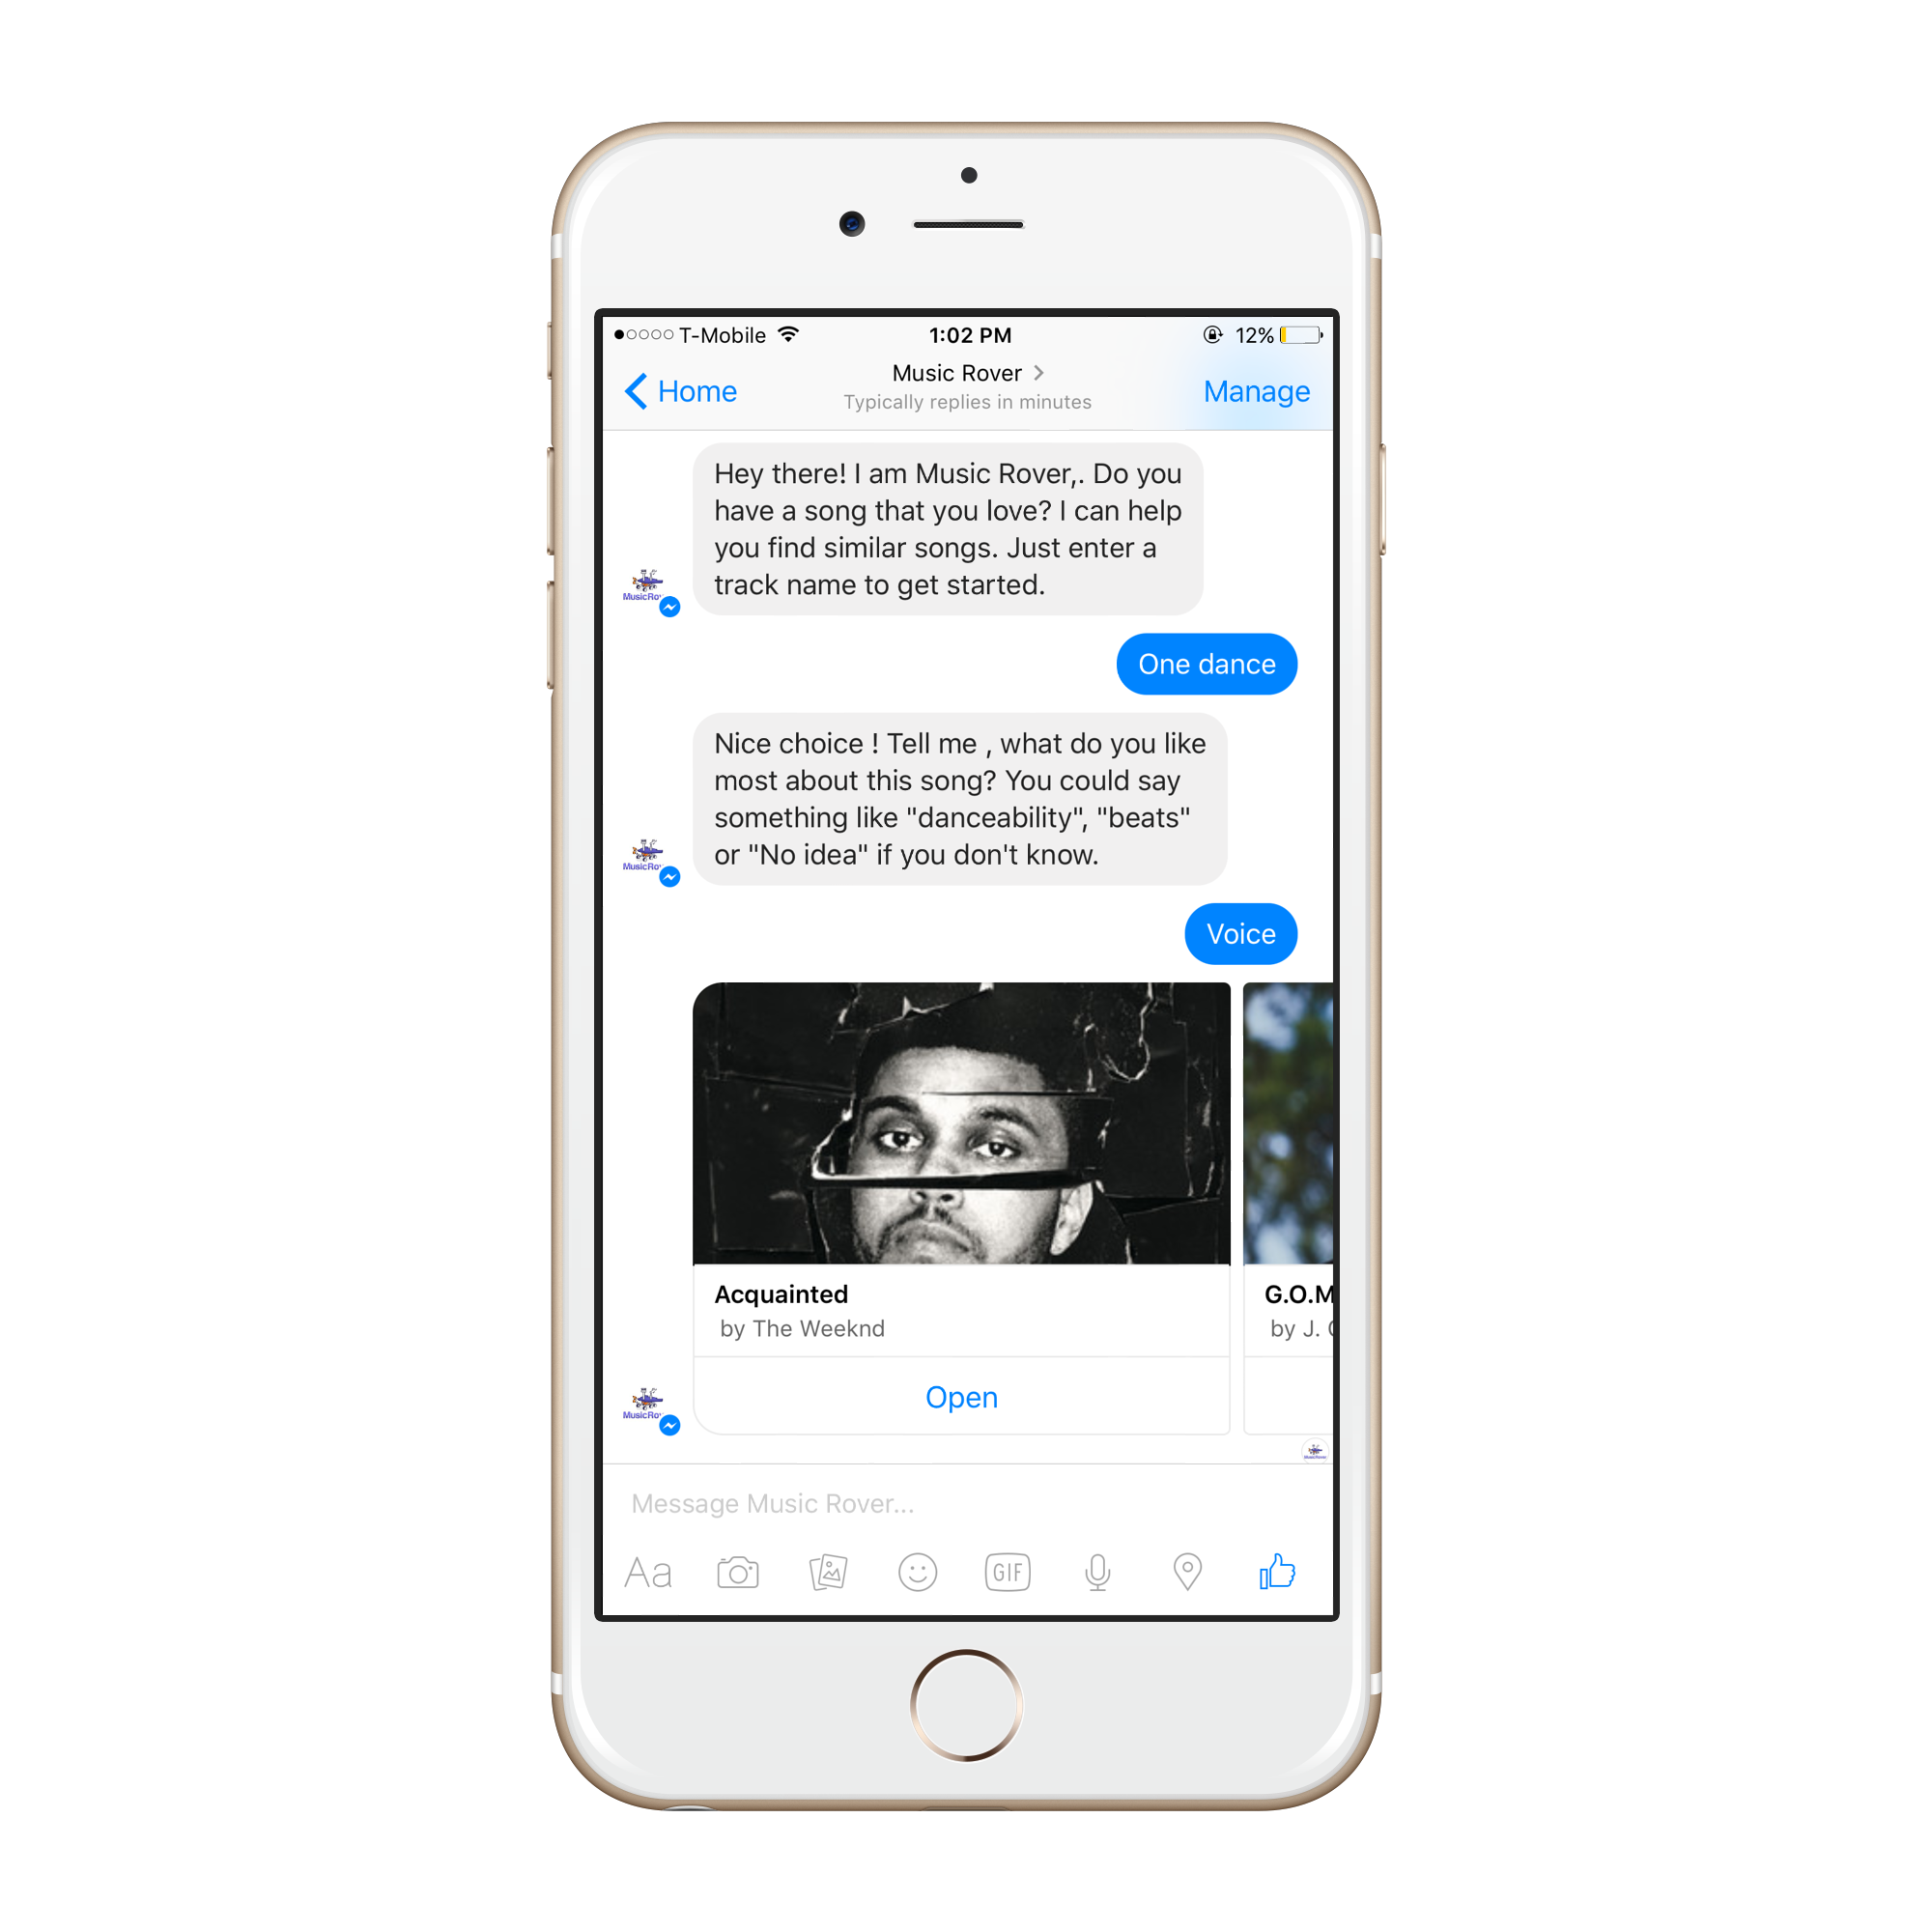 T-Mobile 1:02 PM 12%
Home Music Rover Manage
Typically replies in minutes
Hey there! I am Music Rover,. Do you
have a song that you love? I can help
you find similar songs. Just enter a
track name to get started.
MusicRov
One dance
Nice choice ! Tell me , what do you like
most about this song? You could say
something like "danceability", "beats"
or "No idea" if you don't know.
MusicRov
Voice
Acquainted
by The Weeknd
Open
G.O.M
by J.
MusicRov
MusicRover
Message Music Rover...
Aa
GIF